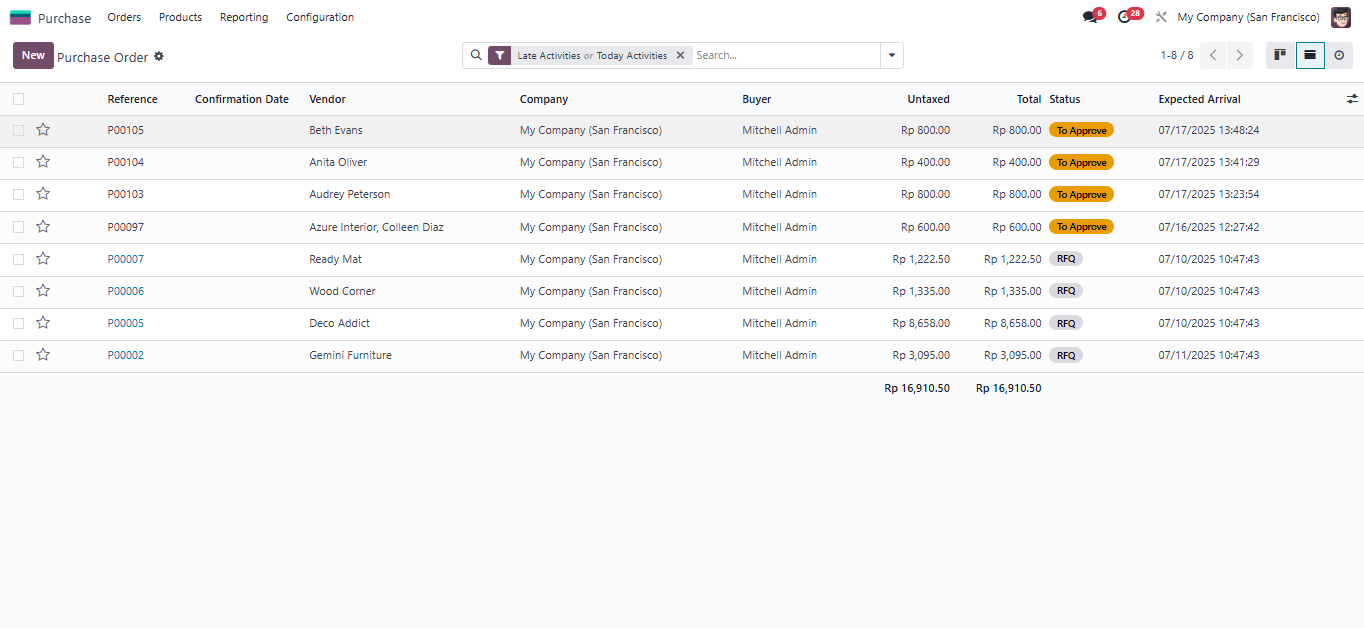 Purchase Orders Products Reporting Configuration 6 28 My Company (San Francisco)
New Purchase Order Late Activities or Today Activities Search... 1-8 / 8
Reference Confirmation Date Vendor Company Buyer Untaxed Total Status Expected Arrival
P00105 Beth Evans My Company (San Francisco) Mitchell Admin Rp 800.00 Rp 800.00 To Approve 07/17/2025 13:48:24
P00104 Anita Oliver My Company (San Francisco) Mitchell Admin Rp 400.00 Rp 400.00 To Approve 07/17/2025 13:41:29
P00103 Audrey Peterson My Company (San Francisco) Mitchell Admin Rp 800.00 Rp 800.00 To Approve 07/17/2025 13:23:54
P00097 Azure Interior, Colleen Diaz My Company (San Francisco) Mitchell Admin Rp 600.00 Rp 600.00 To Approve 07/16/2025 12:27:42
P00007 Ready Mat My Company (San Francisco) Mitchell Admin Rp 1,222.50 Rp 1,222.50 RFQ 07/10/2025 10:47:43
P00006 Wood Corner My Company (San Francisco) Mitchell Admin Rp 1,335.00 Rp 1,335.00 RFQ 07/10/2025 10:47:43
P00005 Deco Addict My Company (San Francisco) Mitchell Admin Rp 8,658.00 Rp 8,658.00 RFQ 07/10/2025 10:47:43
P00002 Gemini Furniture My Company (San Francisco) Mitchell Admin Rp 3,095.00 Rp 3,095.00 RFQ 07/11/2025 10:47:43
Rp 16,910.50 Rp 16,910.50